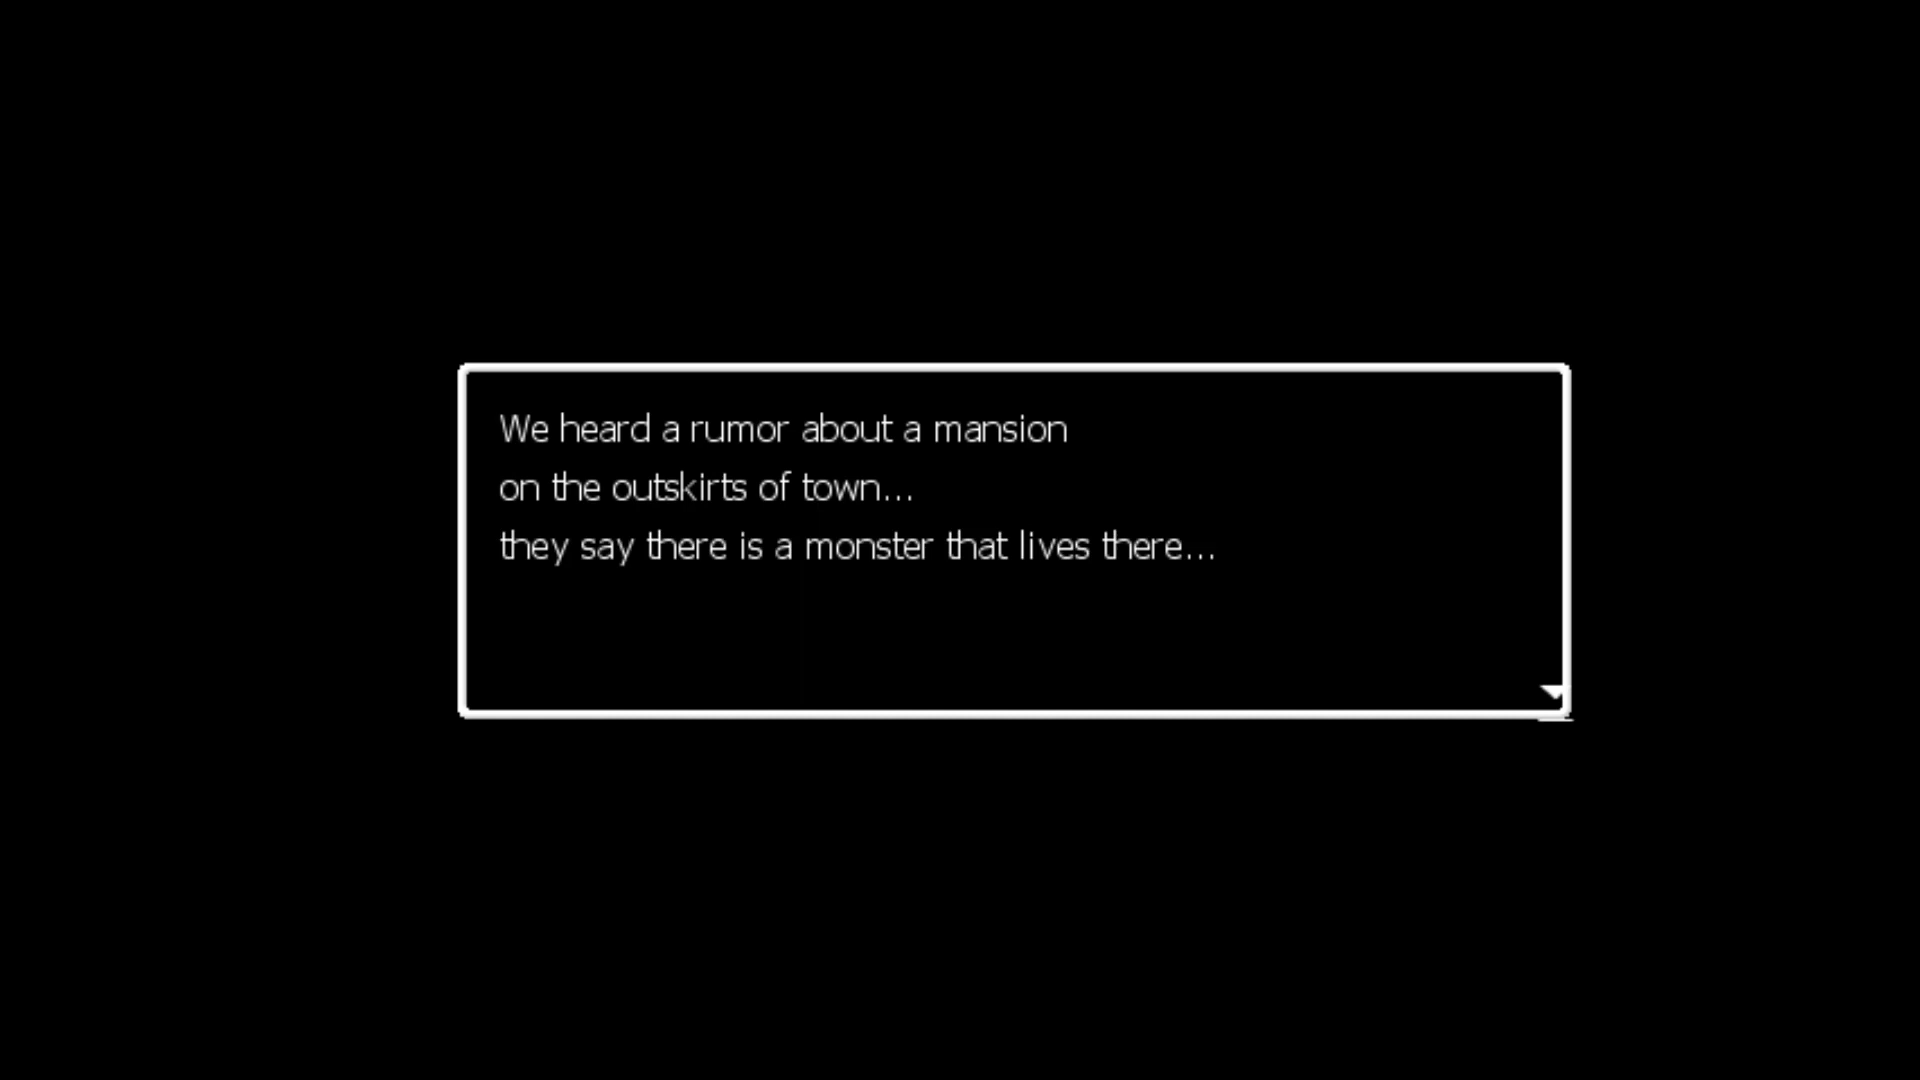 We heard a rumor about a mansion
on the outskirts of town...
they say there is a monster that lives there...